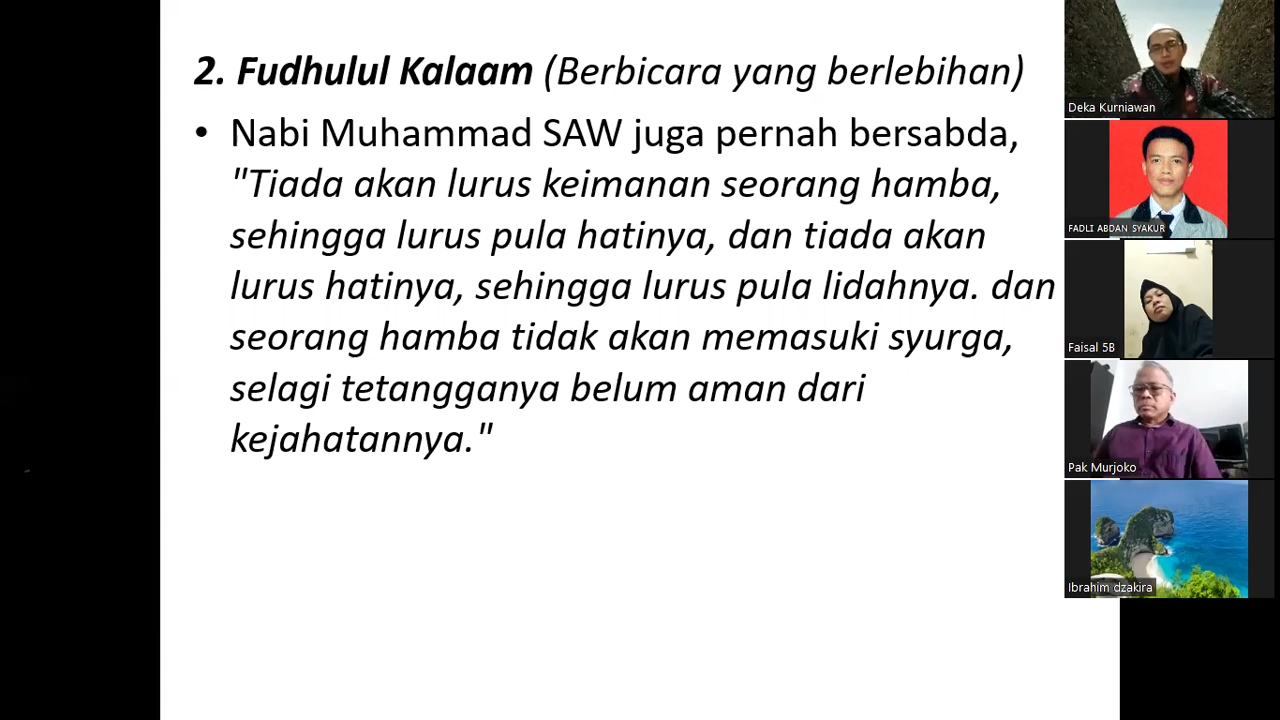 2. Fudhulul Kalaam (Berbicara yang berlebihan)
• Nabi Muhammad SAW juga pernah bersabda,
"Tiada akan lurus keimanan seorang hamba,
sehingga lurus pula hatinya, dan tiada akan
lurus hatinya, sehingga lurus pula lidahnya. dan
seorang hamba tidak akan memasuki syurga,
selagi tetangganya belum aman dari
kejahatannya."
Deka Kurniawan
FADLI ABDAN SYAKUR
Faisal 5B
Pak Murjoko
Ibrahim dzakira